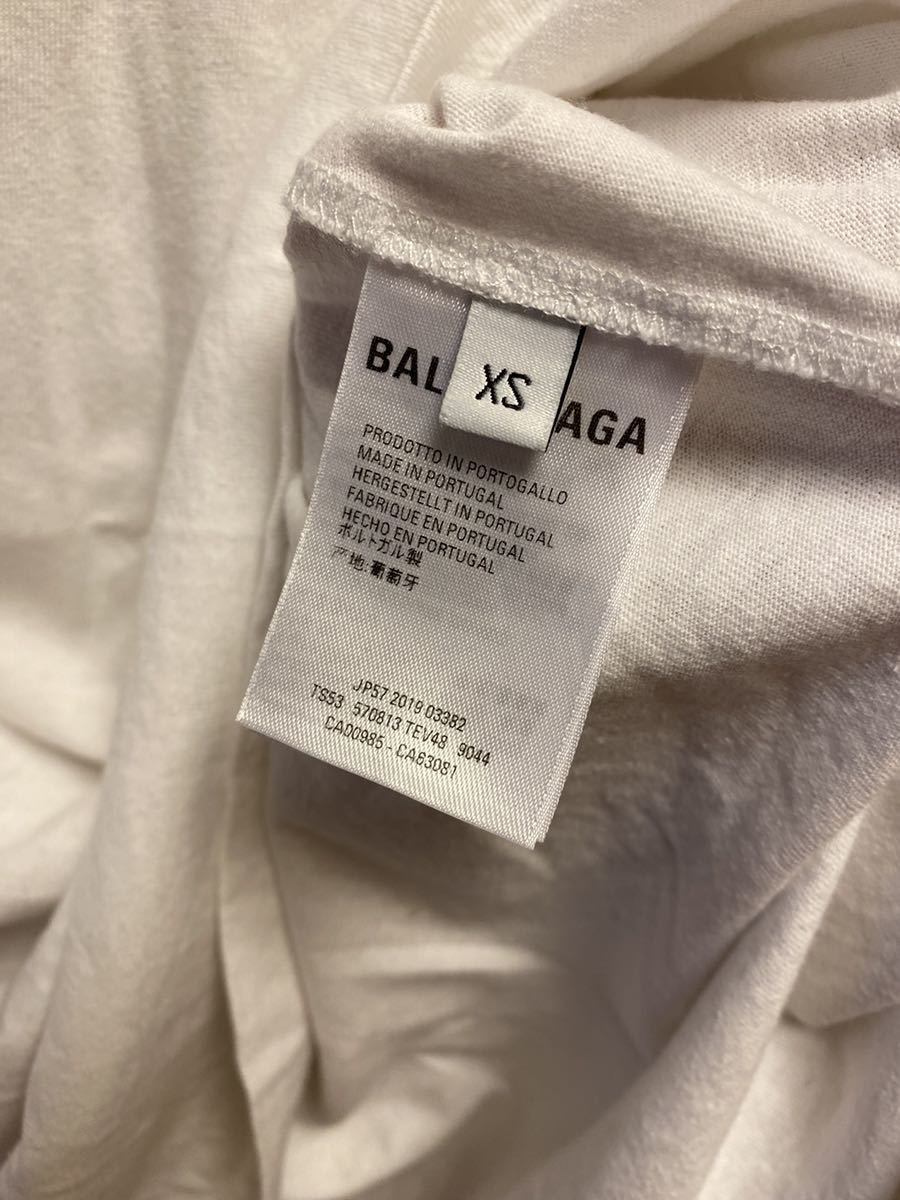 BAL AGA
XS
PRODOTTO IN PORTOGALLO
MADE IN PORTUGAL
HERGESTELLT IN PORTUGAL
FABRIQUE EN PORTUGAL
HECHO EN PORTUGAL
ポルトガル製
产地:葡萄牙
JP57 2019 03382
TS53 570813 TEV48 9044
CA00985 - CA63081